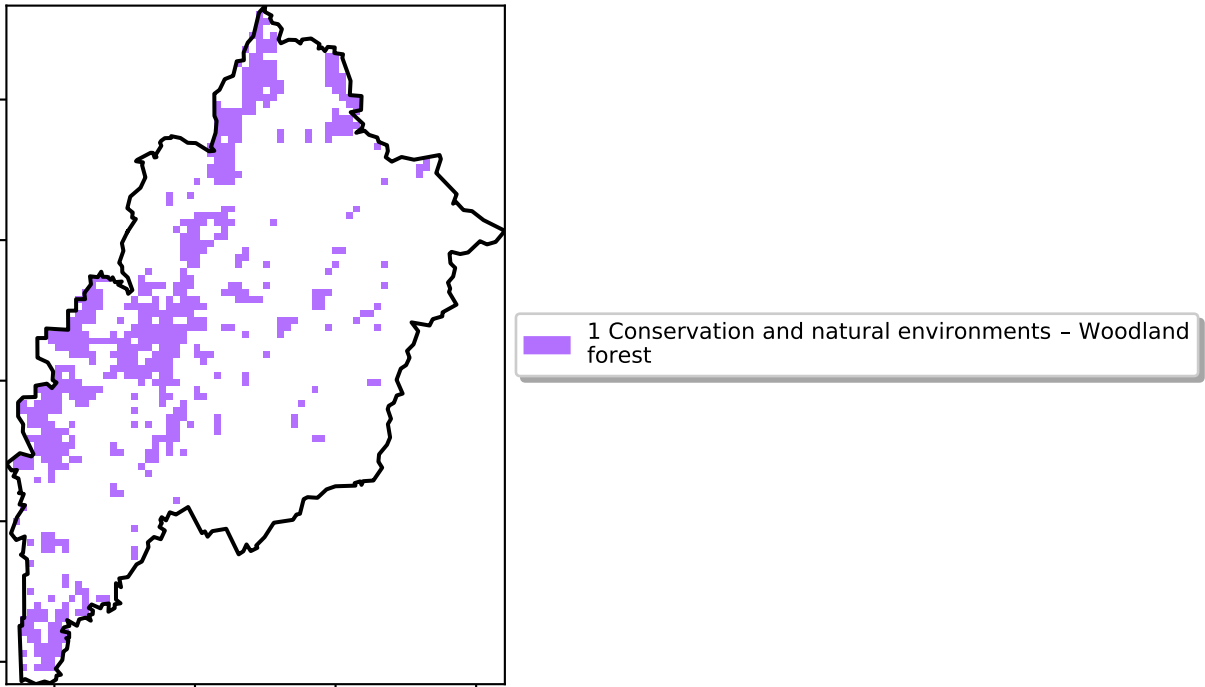 1 Conservation and natural environments – Woodland
forest